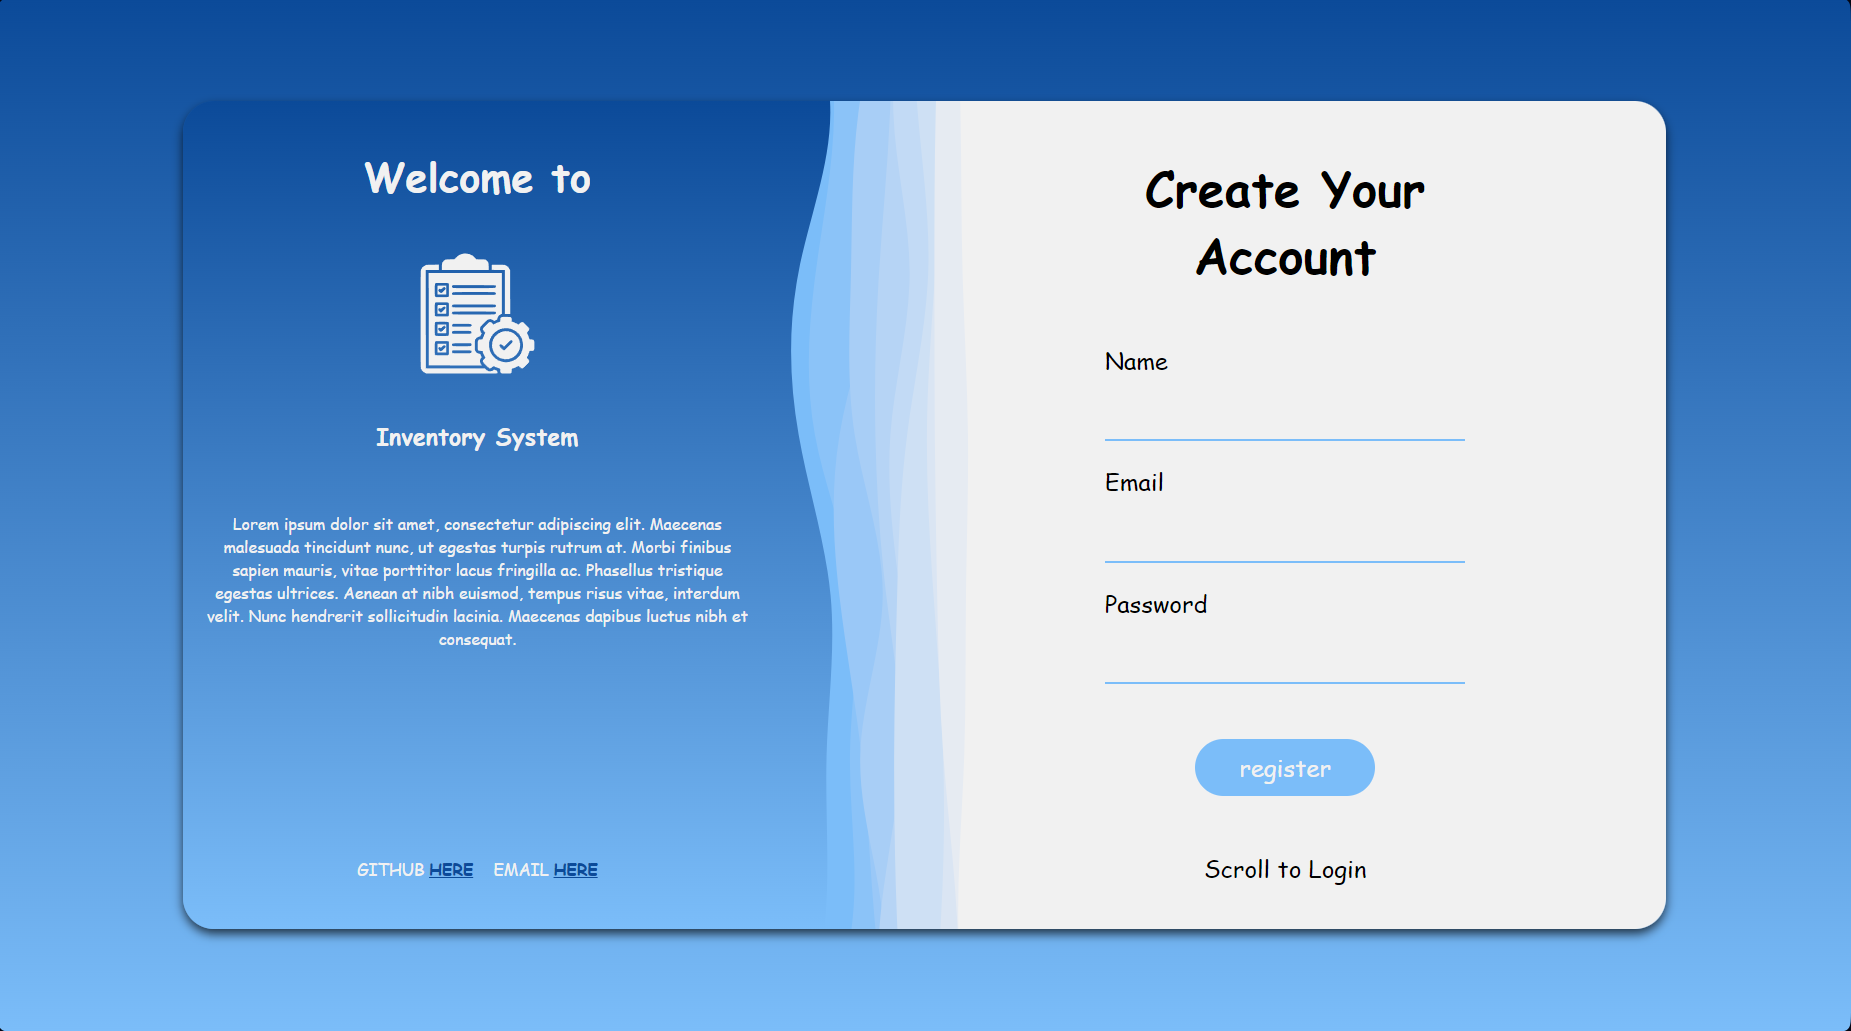 Welcome to
Inventory System
Lorem ipsum dolor sit amet, consectetur adipiscing elit. Maecenas
malesuada tincidunt nunc, ut egestas turpis rutrum at. Morbi finibus
sapien mauris, vitae porttitor lacus fringilla ac. Phasellus tristique
egestas ultrices. Aenean at nibh euismod, tempus risus vitae, interdum
velit. Nunc hendrerit sollicitudin lacinia. Maecenas dapibus luctus nibh et
consequat.
GITHUB HERE EMAIL HERE
Create Your
Account
Name
Email
Password
register
Scroll to Login